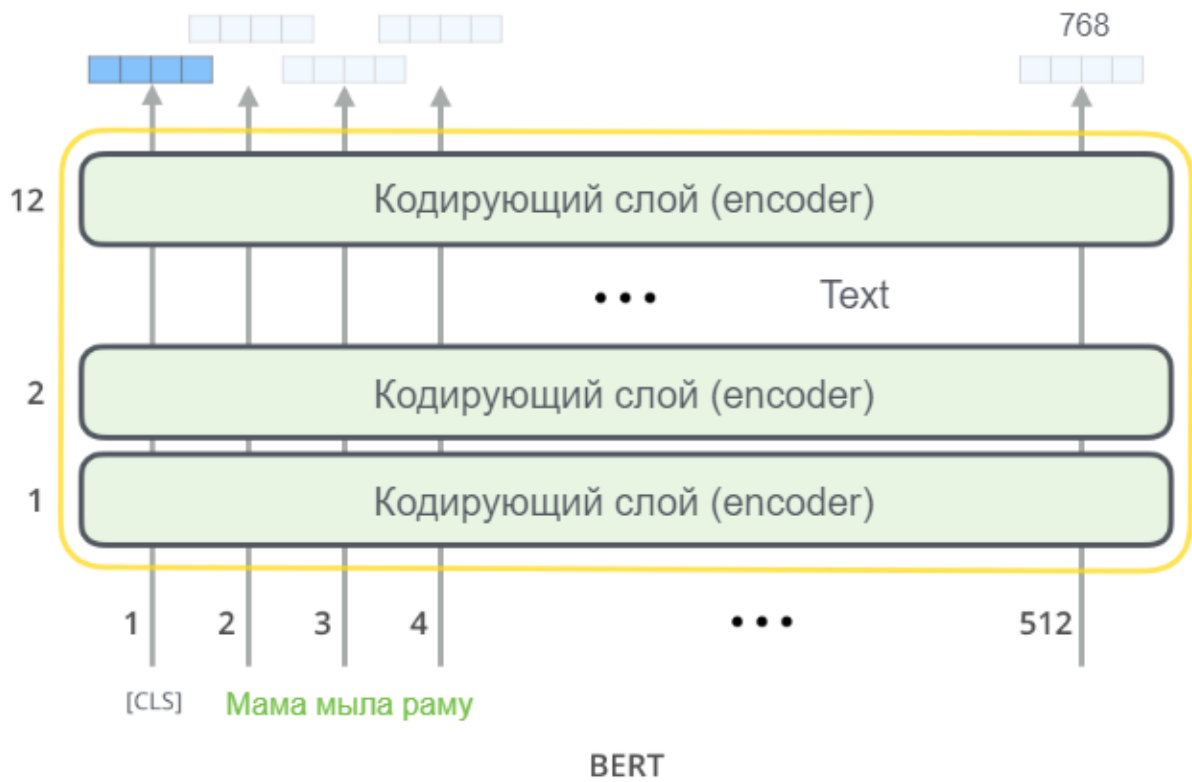 768
12 Кодирующий слой (encoder)
••• Text
2 Кодирующий слой (encoder)
1 Кодирующий слой (encoder)
1 2 3 4 ••• 512
[CLS] Мама мыла раму
BERT